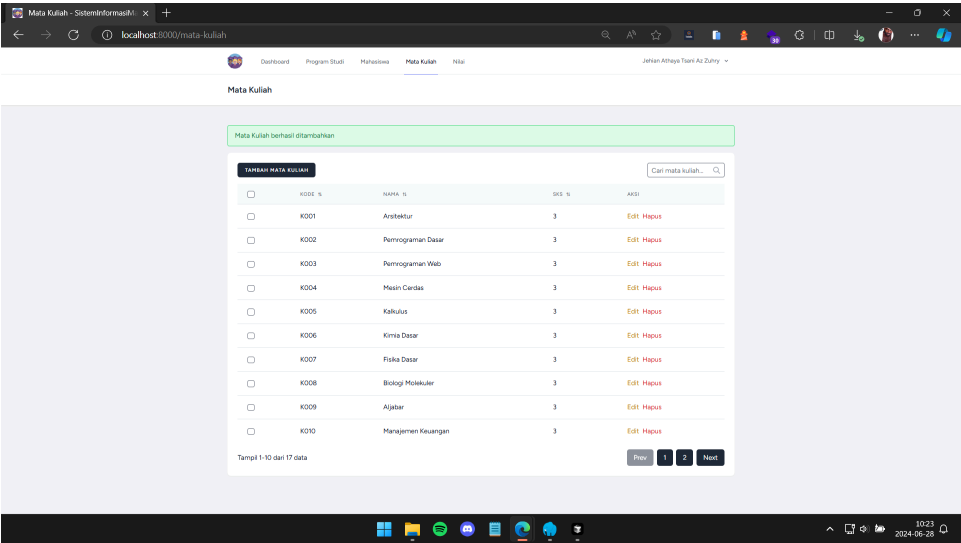 Mata Kuliah - SistemInformasiM
localhost:8000/mata-kuliah
30
Dashboard Program Studi Mahasiswa Mata Kuliah Nilai Jehian Athaya Tsani Az Zuhry
Mata Kuliah
Mata Kuliah berhasil ditambahkan
TAMBAH MATA KULIAH Cari mata kuliah...
KODE NAMA SKS AKSI
K001 Arsitektur 3 Edit Hapus
K002 Pemrograman Dasar 3 Edit Hapus
K003 Pemrograman Web 3 Edit Hapus
K004 Mesin Cerdas 3 Edit Hapus
K005 Kalkulus 3 Edit Hapus
K006 Kimia Dasar 3 Edit Hapus
K007 Fisika Dasar 3 Edit Hapus
K008 Biologi Molekuler 3 Edit Hapus
K009 Aljabar 3 Edit Hapus
K010 Manajemen Keuangan 3 Edit Hapus
Tampil 1-10 dari 17 data Prev 1 2 Next
10:23
2024-06-28